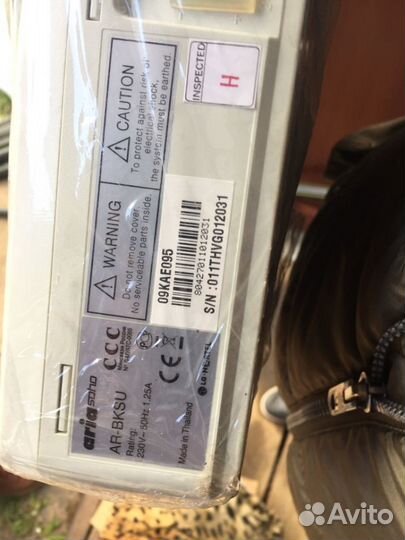 aria SOHO
AR-BKSU
Rating:
230V~ 50Hz 1.25A
Made in Thailand
CCC
CE
LG-NORTEL
WARNING
Do not remove cover.
No serviceable parts inside.
CAUTION
To protect against risk of
electrical shock,
the system must be earthed
09KAE095
80427011012031
S/N : 011THVG012031
INSPECTED
H
Avito